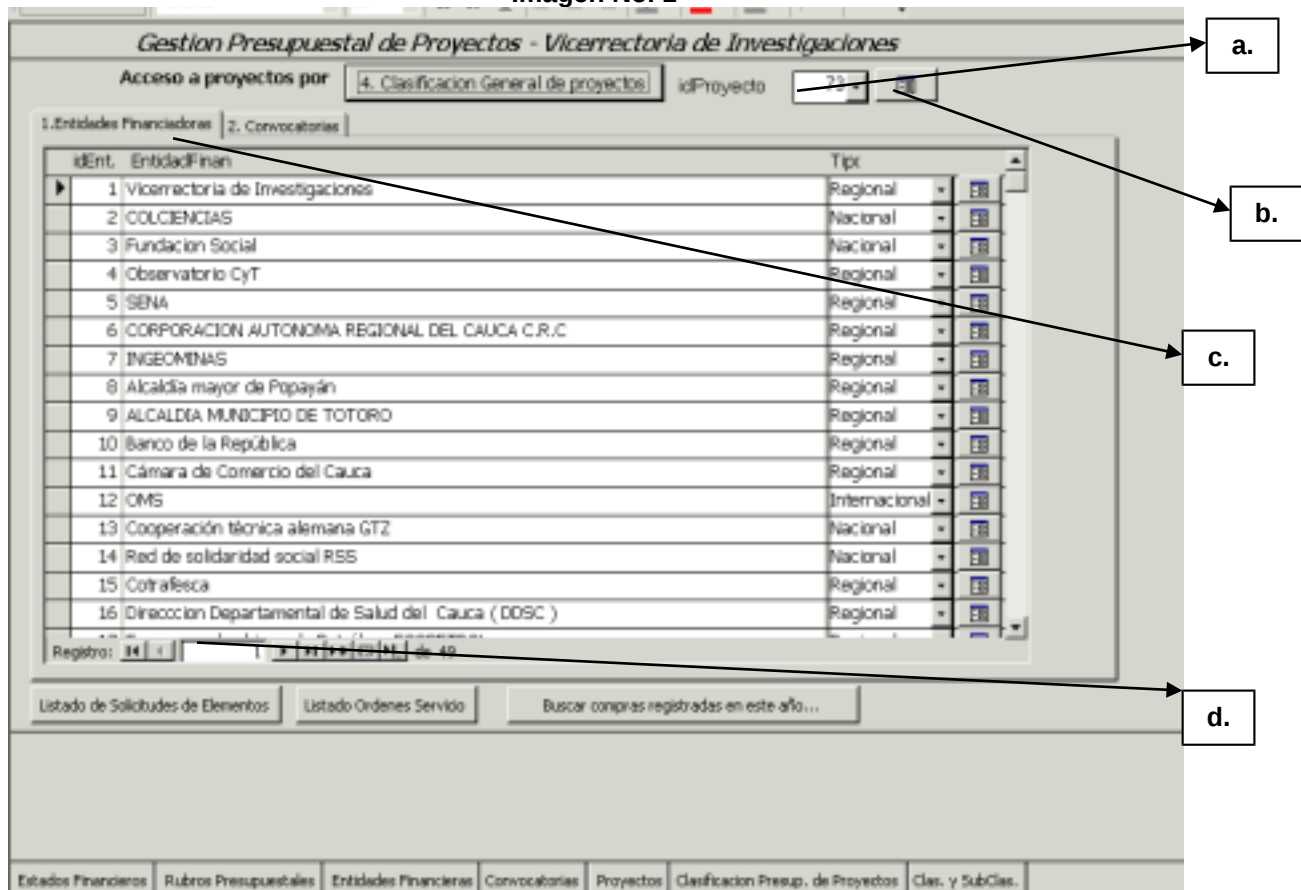 Imagen No. 2
Gestion Presupuestal de Proyectos - Vicerrectoria de Investigaciones
a.
Acceso a proyectos por 4. Clasificacion General de proyectos idProyecto 73
1.Entidades Financiadoras 2. Convocatorias
idEnt. EntidadFinan Tipo
1 Vicerrectoria de Investigaciones Regional
2 COLCIENCIAS Nacional
b.
3 Fundacion Social Nacional
4 Observatorio CyT Regional
5 SENA Regional
6 CORPORACION AUTONOMA REGIONAL DEL CAUCA C.R.C Regional
7 INGEOMINAS Regional
c.
8 Alcaldía mayor de Popayán Regional
9 ALCALDIA MUNICIPIO DE TOTORO Regional
10 Banco de la República Regional
11 Cámara de Comercio del Cauca Regional
12 OMS Internacional
13 Cooperación técnica alemana GTZ Nacional
14 Red de solidaridad social RSS Nacional
15 Cotrafesca Regional
16 Direcccion Departamental de Salud del Cauca ( DDSC ) Regional
Registro: 1 de 49
Listado de Solicitudes de Elementos Listado Ordenes Servicio Buscar compras registradas en este año...
d.
Estados Financieros Rubros Presupuestales Entidades Financieras Convocatorias Proyectos Clasificacion Presup. de Proyectos Clas. y SubClas.